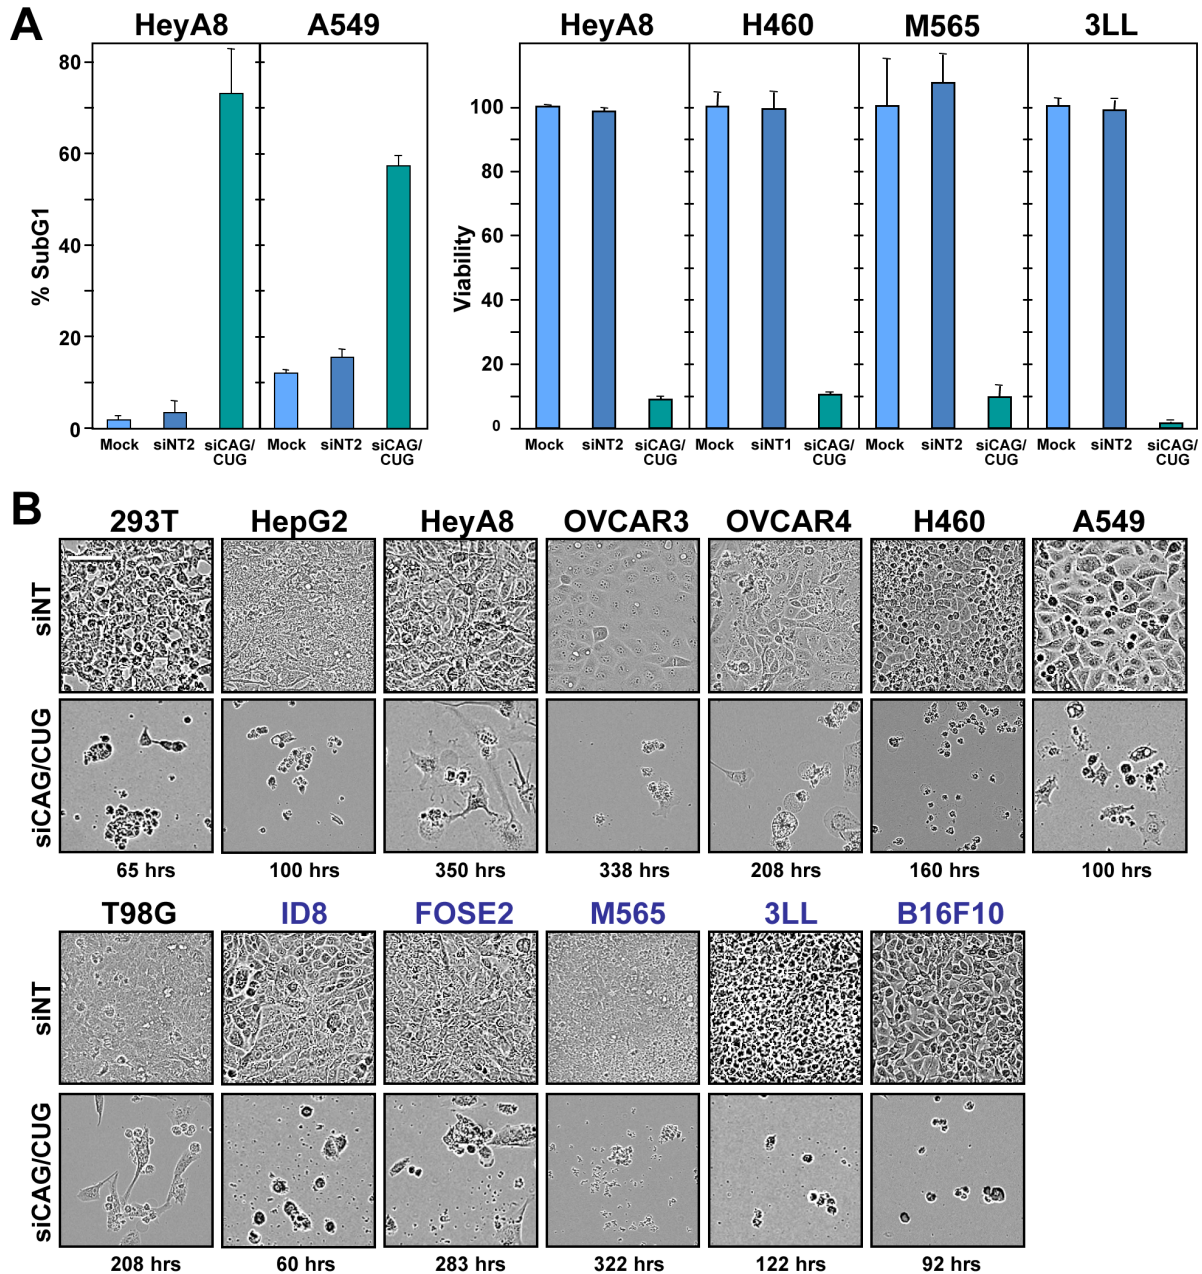 A
HeyA8 A549
% SubG1
80
60
40
20
0
Mock siNT2 siCAG/CUG Mock siNT2 siCAG/CUG
HeyA8 H460 M565 3LL
Viability
100
80
60
40
20
0
Mock siNT2 siCAG/CUG Mock siNT1 siCAG/CUG Mock siNT2 siCAG/CUG Mock siNT2 siCAG/CUG
B
293T HepG2 HeyA8 OVCAR3 OVCAR4 H460 A549
siNT
siCAG/CUG
65 hrs 100 hrs 350 hrs 338 hrs 208 hrs 160 hrs 100 hrs
T98G ID8 FOSE2 M565 3LL B16F10
siNT
siCAG/CUG
208 hrs 60 hrs 283 hrs 322 hrs 122 hrs 92 hrs